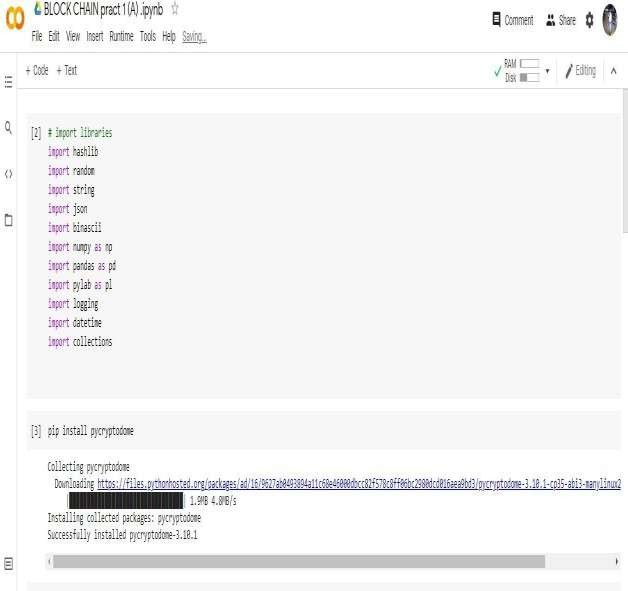 BLOCK CHAIN pract 1 (A) .ipynb
File Edit View Insert Runtime Tools Help Saving...
Comment Share
+ Code + Text
RAM
Disk
Editing
[2] # import libraries
import hashlib
import random
import string
import json
import binascii
import numpy as np
import pandas as pd
import pylab as pl
import logging
import datetime
import collections
[3] pip install pycryptodome
Collecting pycryptodome
Downloading https://files.pythonhosted.org/packages/ad/16/9627ab0493894a11c68e46000dbcc82f578c8ff06bc2980dcd016aea9bd3/pycryptodome-3.10.1-cp35-abi3-manylinux2
1.9MB 4.8MB/s
Installing collected packages: pycryptodome
Successfully installed pycryptodome-3.10.1